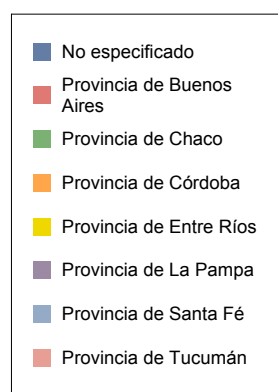 No especificado
Provincia de Buenos
Aires
Provincia de Chaco
Provincia de Córdoba
Provincia de Entre Ríos
Provincia de La Pampa
Provincia de Santa Fé
Provincia de Tucumán